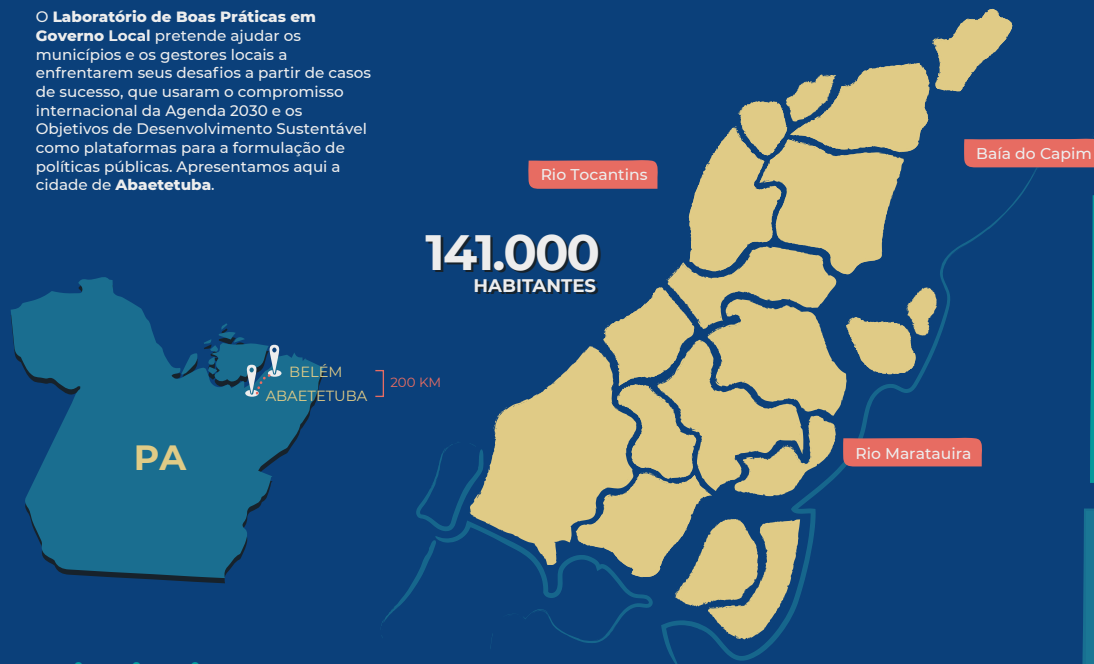 O Laboratório de Boas Práticas em
Governo Local pretende ajudar os
municípios e os gestores locais a
enfrentarem seus desafios a partir de casos
de sucesso, que usaram o compromisso
internacional da Agenda 2030 e os
Objetivos de Desenvolvimento Sustentável
como plataformas para a formulação de
políticas públicas. Apresentamos aqui a
cidade de Abaetetuba.
Baía do Capim
Rio Tocantins
141.000
HABITANTES
BELÉM
ABAETETUBA
200 KM
PA
Rio Maratauira